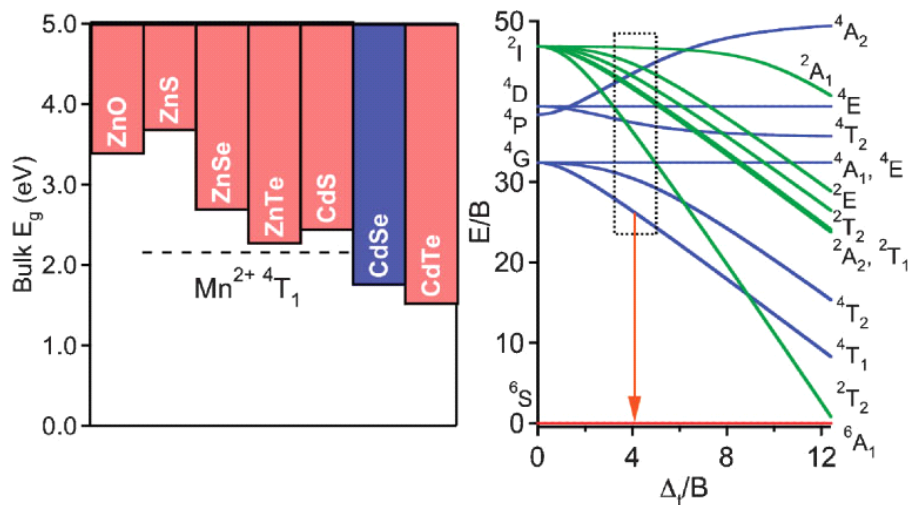 5.0
4.0
3.0
2.0
1.0
0.0
Bulk E_g (eV)
ZnO
ZnS
ZnSe
ZnTe
CdS
CdSe
CdTe
Mn²⁺ ⁴T₁
50
40
30
20
10
0
E/B
²I
⁴D
⁴P
⁴G
⁶S
⁴A₂
²A₁
⁴E
⁴T₂
⁴A₁, ⁴E
²E
²T₂
²A₂, ²T₁
⁴T₂
⁴T₁
²T₂
⁶A₁
0
4
8
12
Δₜ/B